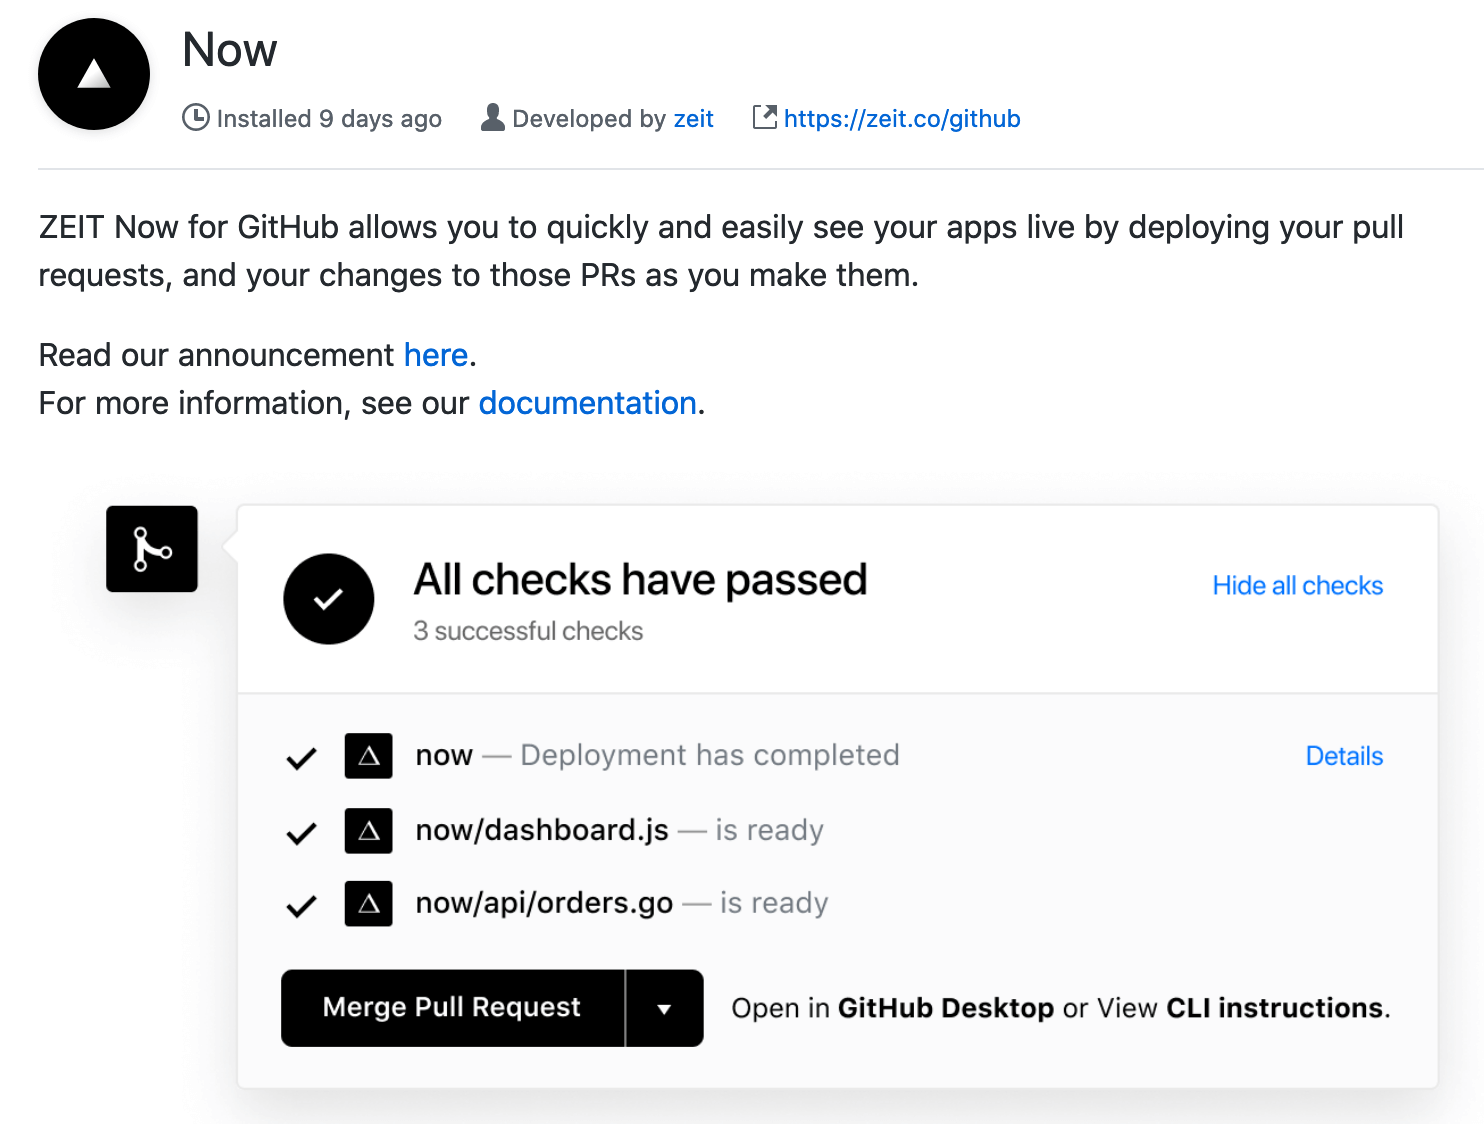 Now
Installed 9 days ago Developed by zeit https://zeit.co/github
ZEIT Now for GitHub allows you to quickly and easily see your apps live by deploying your pull
requests, and your changes to those PRs as you make them.
Read our announcement here.
For more information, see our documentation.
All checks have passed
Hide all checks
3 successful checks
now — Deployment has completed Details
now/dashboard.js — is ready
now/api/orders.go — is ready
Merge Pull Request Open in GitHub Desktop or View CLI instructions.